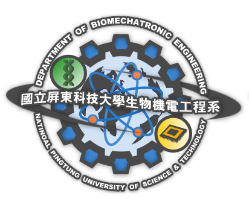 DEPARTMENT OF BIOMECHATRONIC ENGINEERING
國立屏東科技大學生物機電工程系
NATIONAL PINGTUNG UNIVERSITY OF SCIENCE & TECHNOLOGY